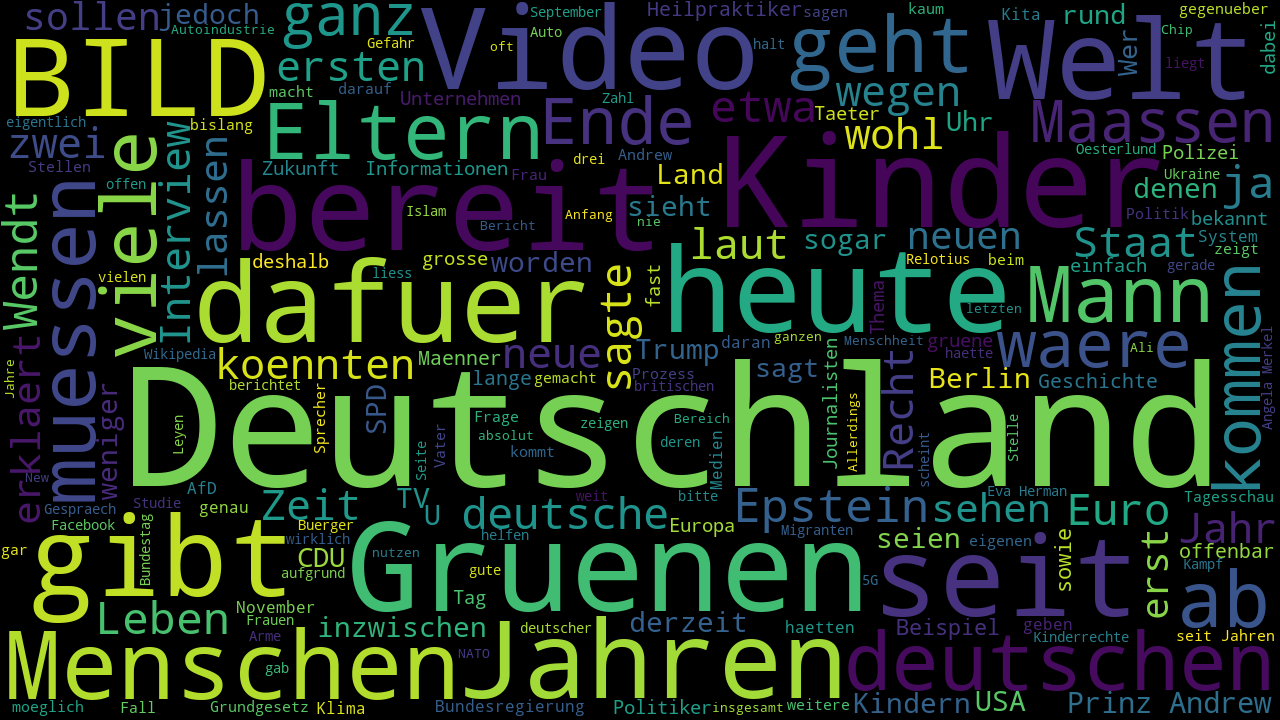 sollen
jedoch
Autoindustrie
ganz
Gefahr
Video
oft
September
Auto
Heilpraktiker
sagen
halt
geht
kaum
Kita
Welt
rund
Wer
gegenueber
Chip
liegt
dabei
BILD
ersten
macht
darauf
Unternehmen
Zahl
etwa
wegen
Taeter
wohl
Uhr
Maassen
eigentlich
bislang
Eltern
Ende
zwei
Stellen
viele
Interview
lassen
Zukunft
Informationen
Frau
drei
Andrew
Land
Kinder
Oesterlund
Polizei
Ukraine
denen
ja
offen
muessen
bereit
Islam
Bericht
Anfang
nie
sieht
laut
sogar
neuen
Politik
bekannt
Staat
System
zeigt
Wendt
vielen
deshalb
liess
grosse
worden
dafuer
sagte
fast
heute
Relotius
beim
einfach
gerade
Thema
letzten
Mann
kommen
Wikipedia
koennten
Maenner
neue
Trump
daran
ganzen
Menschheit
gruene
haette
waere
Ali
Angela Merkel
Jahre
erklaert
weniger
berichtet
Sprecher
SPD
lange
gemacht
Prozess
britischen
sagt
Journalisten
Allerdings
Recht
Berlin
Geschichte
Deutschland
Leyen
Seite
Vater
Frage
absolut
kommt
zeigen
Bereich
deren
Medien
scheint
Stelle
New
Gespraech
Studie
AfD
genau
Zeit
TV
U
deutsche
weit
bitte
Europa
Epstein
Eva Herman
sehen
Euro
Tagesschau
Facebook
Bundestag
Buerger
wirklich
helfen
Migranten
seien
eigenen
sowie
erst
Jahr
offenbar
gar
gibt
CDU
aufgrund
nutzen
Gruenen
gute
Tag
5G
seit
Kampf
ab
Leben
November
Frauen
Arme
inzwischen
deutscher
haetten
derzeit
Beispiel
geben
Kinderrechte
seit Jahren
Menschen
gab
NATO
Jahren
deutschen
moeglich
Fall
Grundgesetz
Klima
Bundesregierung
Politiker
insgesamt
weitere
Kindern
USA
Prinz Andrew